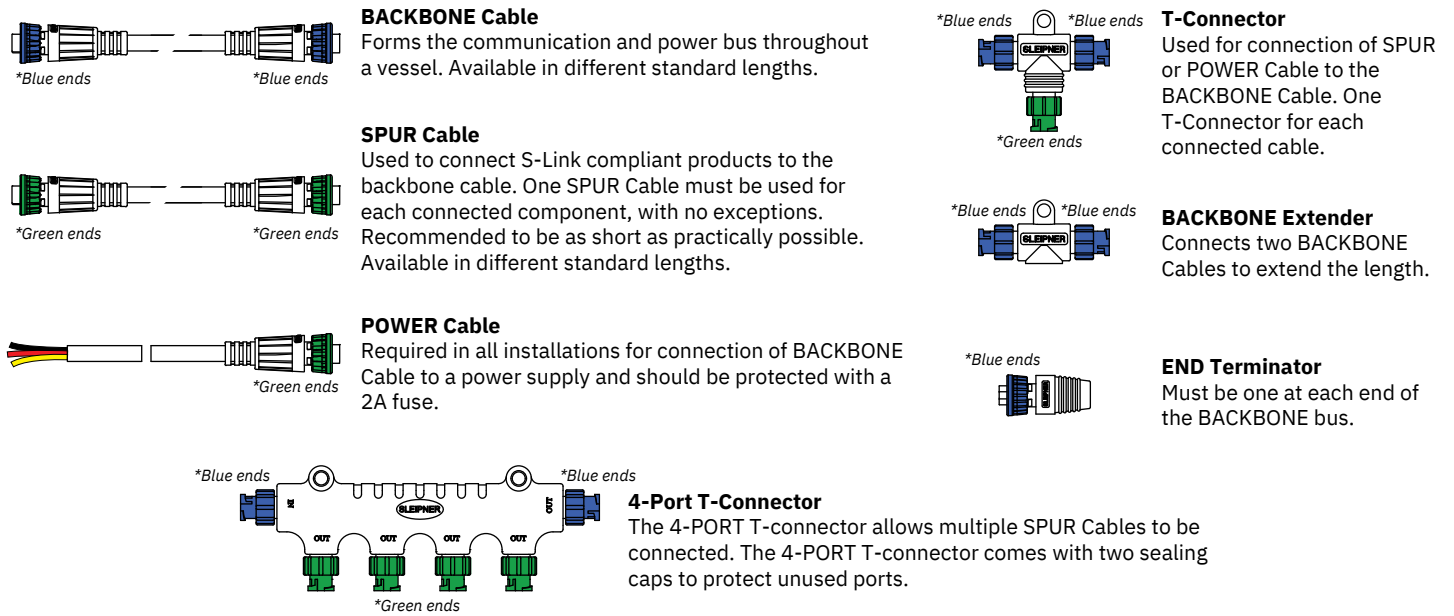 BACKBONE Cable
Forms the communication and power bus throughout
a vessel. Available in different standard lengths.
*Blue ends
*Blue ends
SPUR Cable
Used to connect S-Link compliant products to the
backbone cable. One SPUR Cable must be used for
each connected component, with no exceptions.
Recommended to be as short as practically possible.
Available in different standard lengths.
*Green ends
*Green ends
POWER Cable
Required in all installations for connection of BACKBONE
Cable to a power supply and should be protected with a
2A fuse.
*Green ends
*Blue ends
*Blue ends
SLEIPNER
*Green ends
T-Connector
Used for connection of SPUR
or POWER Cable to the
BACKBONE Cable. One
T-Connector for each
connected cable.
*Blue ends
*Blue ends
SLEIPNER
BACKBONE Extender
Connects two BACKBONE
Cables to extend the length.
*Blue ends
SLEIPNER
END Terminator
Must be one at each end of
the BACKBONE bus.
*Blue ends
*Blue ends
IN
SLEIPNER
OUT
OUT
OUT
OUT
OUT
*Green ends
4-Port T-Connector
The 4-PORT T-connector allows multiple SPUR Cables to be
connected. The 4-PORT T-connector comes with two sealing
caps to protect unused ports.